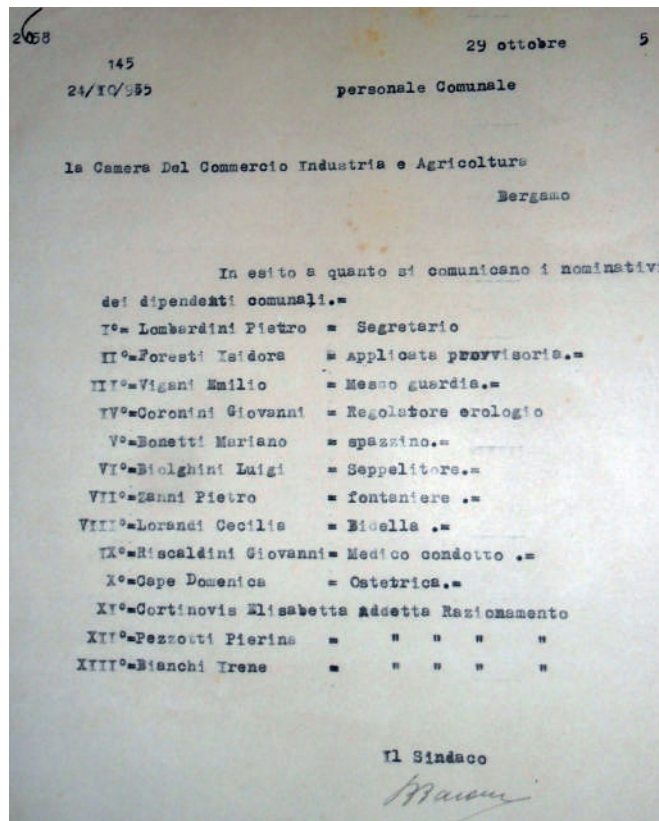 2058
29 ottobre 5
145
24/10/955 personale Comunale
la Camera Del Commercio Industria e Agricoltura
Bergamo
In esito a quanto si comunicano i nominativi
dei dipendenti comunali.=
I°= Lombardini Pietro = Segretario
II°=Foresti Isidora = Applicata provvisoria.=
III°=Vigani Emilio = Messo guardia.=
IV°=Coronini Giovanni = Regolatore orologio
V°=Bonetti Mariano = spazzino.=
VI°=Biolghini Luigi = Seppelitore.=
VII°=Zanni Pietro = fontaniere .=
VIII°=Lorandi Cecilia = Bidella .=
IX°=Riscaldini Giovanni= Medico condotto .=
X°=Cape Domenica = Ostetrica.=
XI°=Cortinovis Elisabetta Addetta Razionamento
XII°=Pezzotti Pierina = " " " "
XIII°=Bianchi Irene = " " " "
Il Sindaco